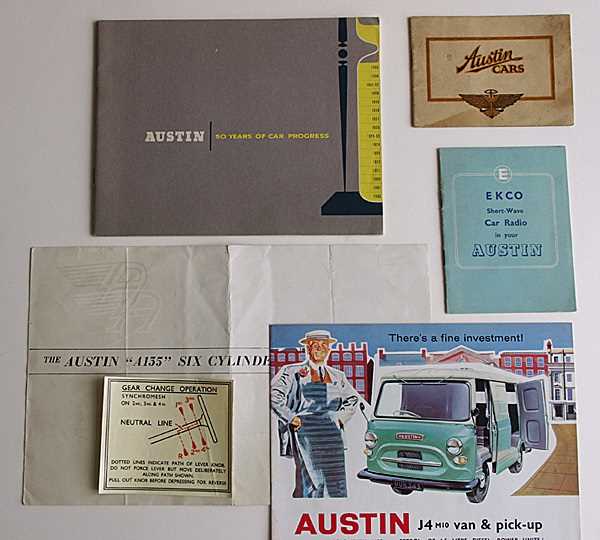 AUSTIN 50 YEARS OF CAR PROGRESS
Austin
CARS
E
EKCO
Short-Wave
Car Radio
in your
AUSTIN
THE AUSTIN "A135" SIX CYLINDE
GEAR CHANGE OPERATION
SYNCHROMESH
ON 2ND, 3RD. & 4TH.
NEUTRAL LINE
R
DOTTED LINES INDICATE PATH OF LEVER KNOB.
DO NOT FORCE LEVER BUT MOVE DELIBERATELY
ALONG PATH SHOWN.
PULL OUT KNOB BEFORE DEPRESSING FOR REVERSE
There's a fine investment!
AUSTIN
AUSTIN J4 M10 van & pick-up